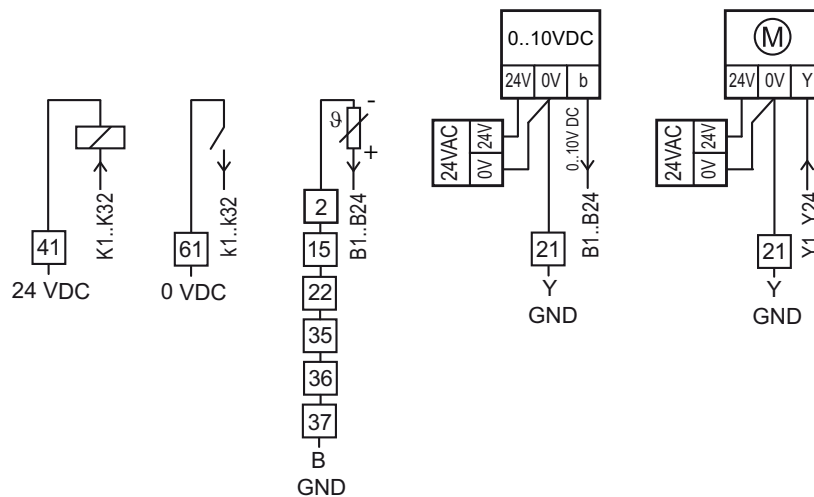 0..10VDC
24V 0V b
24VAC
24V
0V
0..10V DC
B1..B24
21
Y
GND
M
24V 0V Y
24VAC
24V
0V
Y1 Y24
21
Y
GND
K1..K32
41
24 VDC
k1..k32
61
0 VDC
ϑ
-
+
B1..B24
2
15
22
35
36
37
B
GND